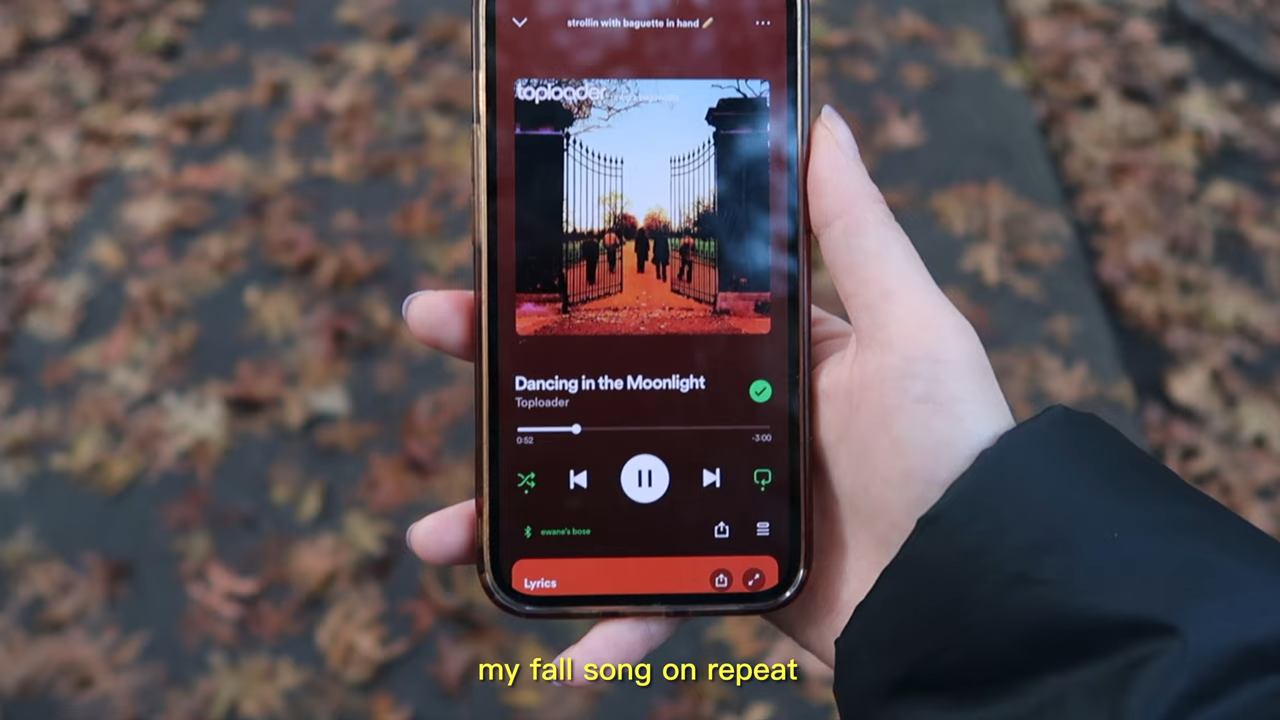 strollin with baguette in hand 🥖
toploader
Dancing in the Moonlight
Toploader
0:52
-3:00
ewane's bose
Lyrics
my fall song on repeat